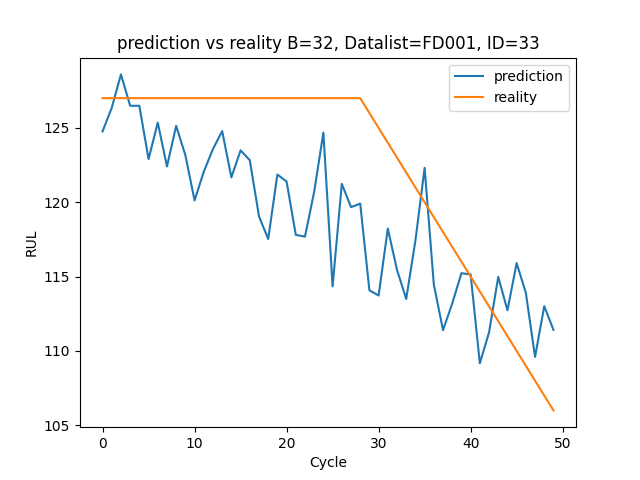 prediction vs reality B=32, Datalist=FD001, ID=33
prediction
reality
125
120
115
110
105
RUL
0 10 20 30 40 50
Cycle